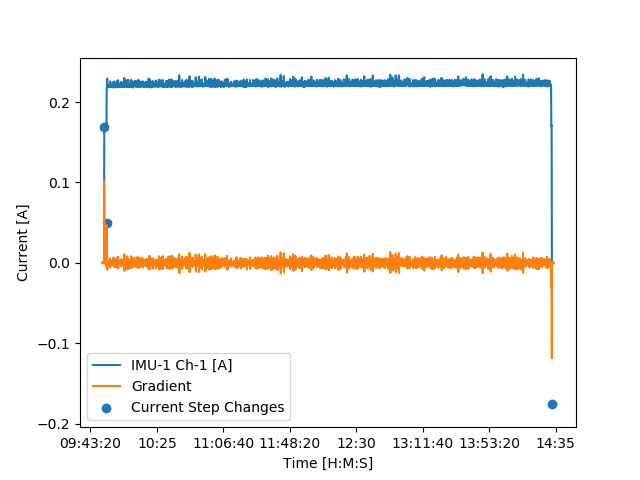 0.2
0.1
0.0
−0.1
−0.2
Current [A]
IMU-1 Ch-1 [A]
Gradient
Current Step Changes
09:43:20 10:25 11:06:40 11:48:20 12:30 13:11:40 13:53:20 14:35
Time [H:M:S]